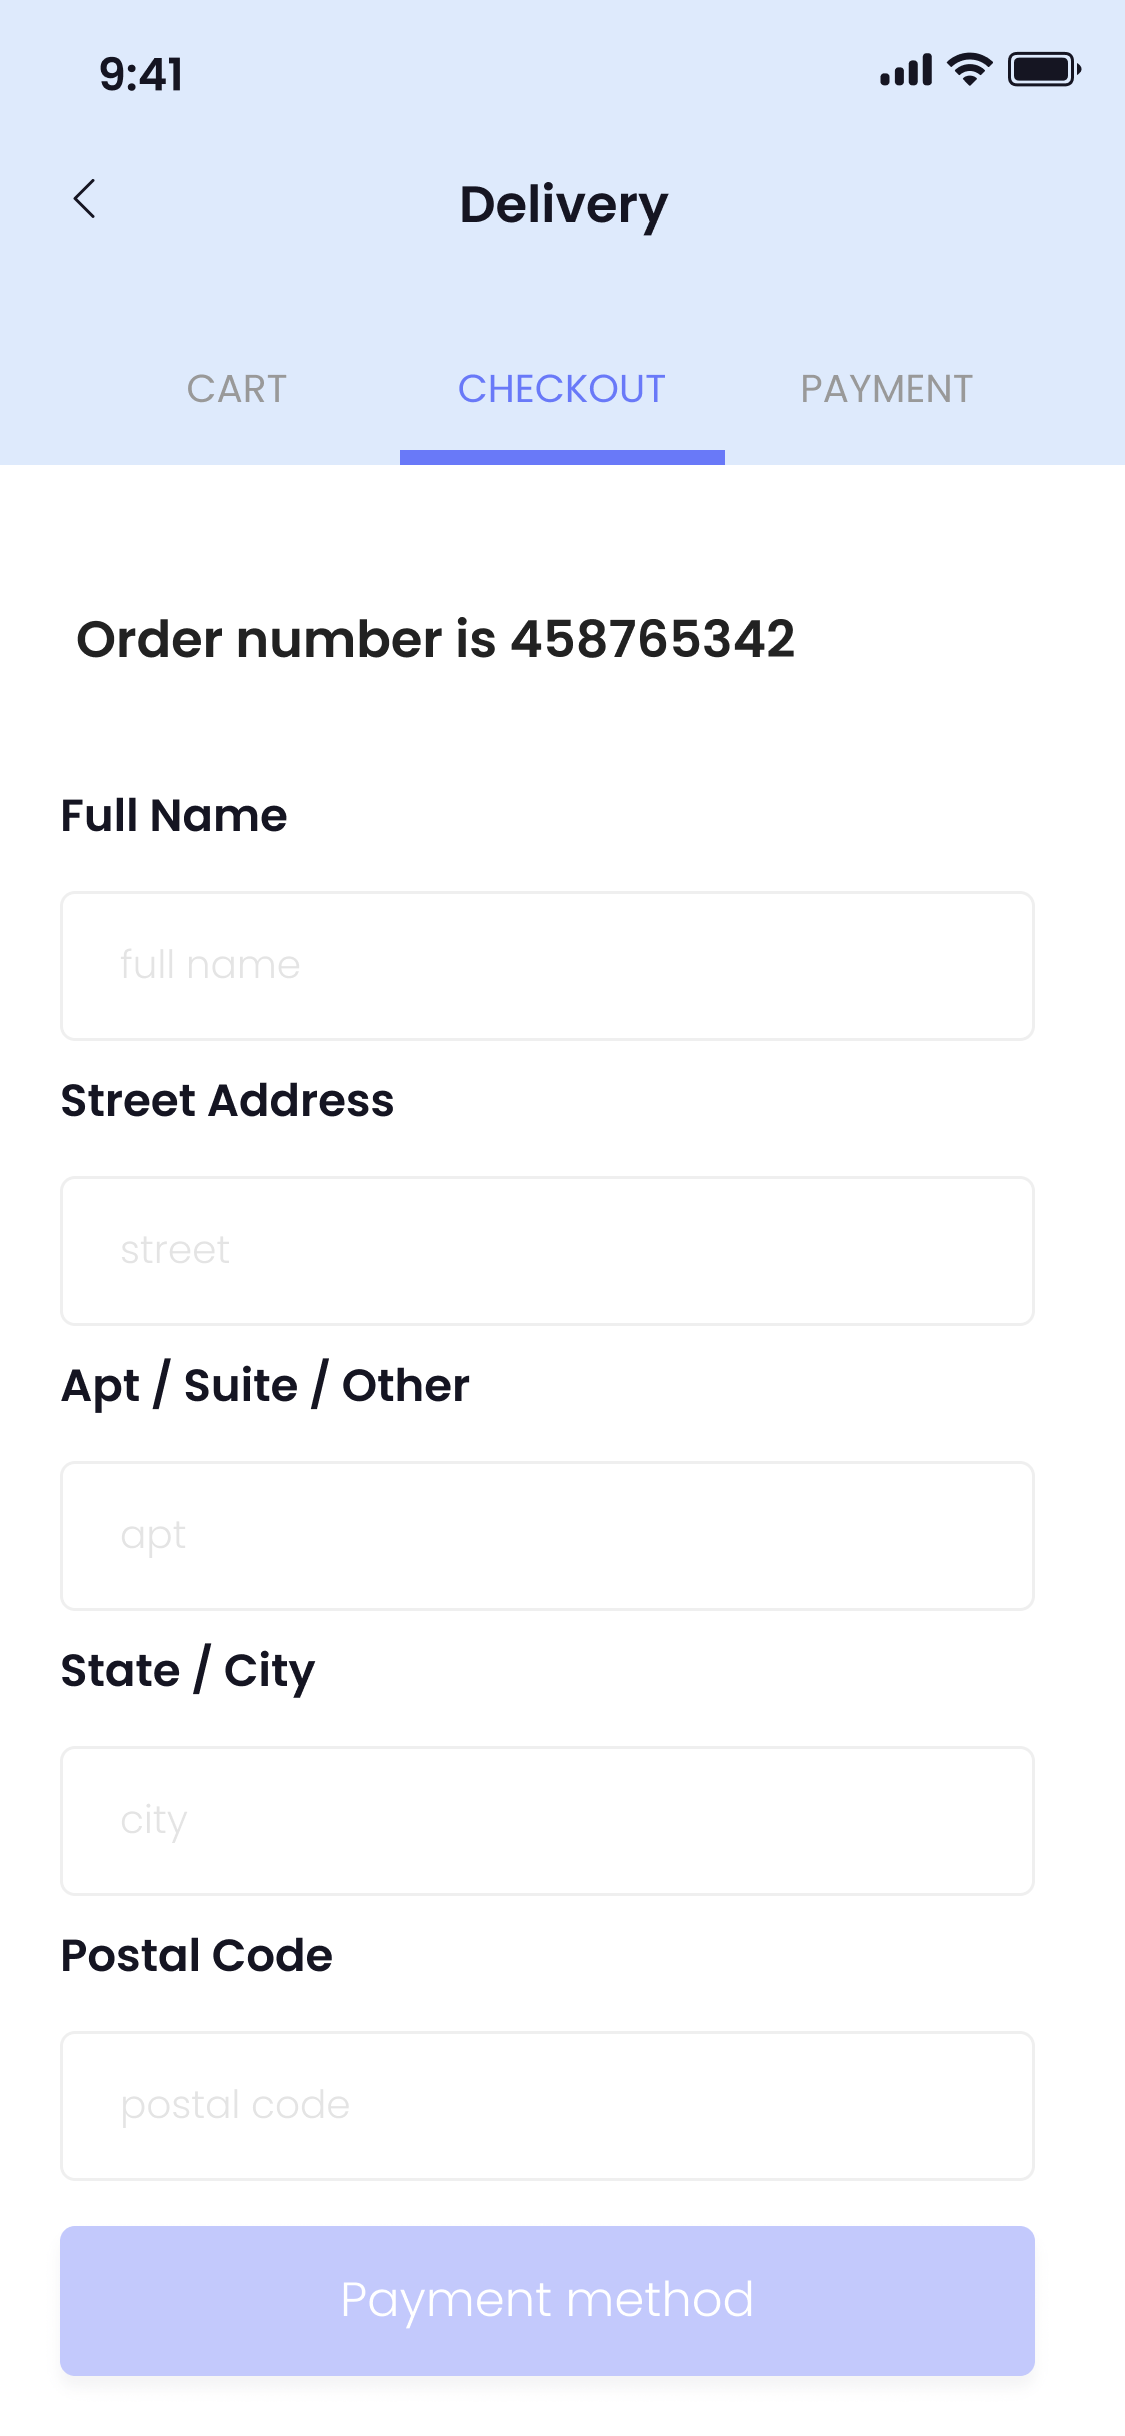 9:41
Delivery
CART CHECKOUT PAYMENT
Order number is 458765342
Full Name
full name
Street Address
street
Apt / Suite / Other
apt
State / City
city
Postal Code
postal code
Payment method